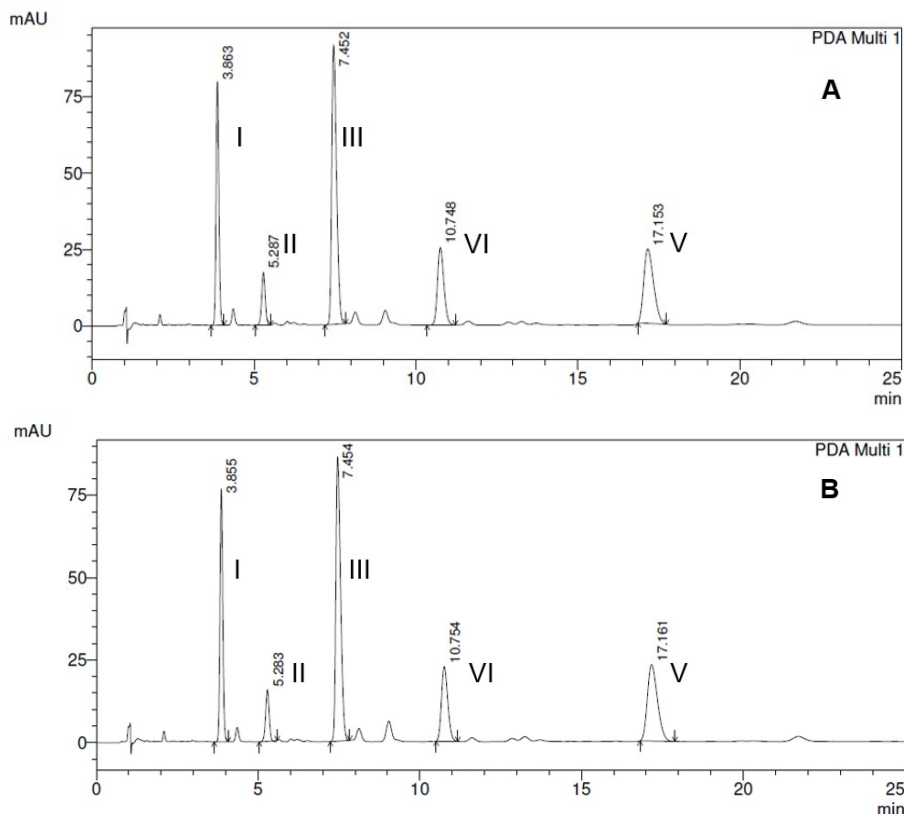 mAU
PDA Multi 1
A
3.863
I
5.287
II
7.452
III
10.748
VI
17.153
V
75
50
25
0
0 5 10 15 20 25
min
mAU
PDA Multi 1
B
3.855
I
5.283
II
7.454
III
10.754
VI
17.161
V
75
50
25
0
0 5 10 15 20 25
min